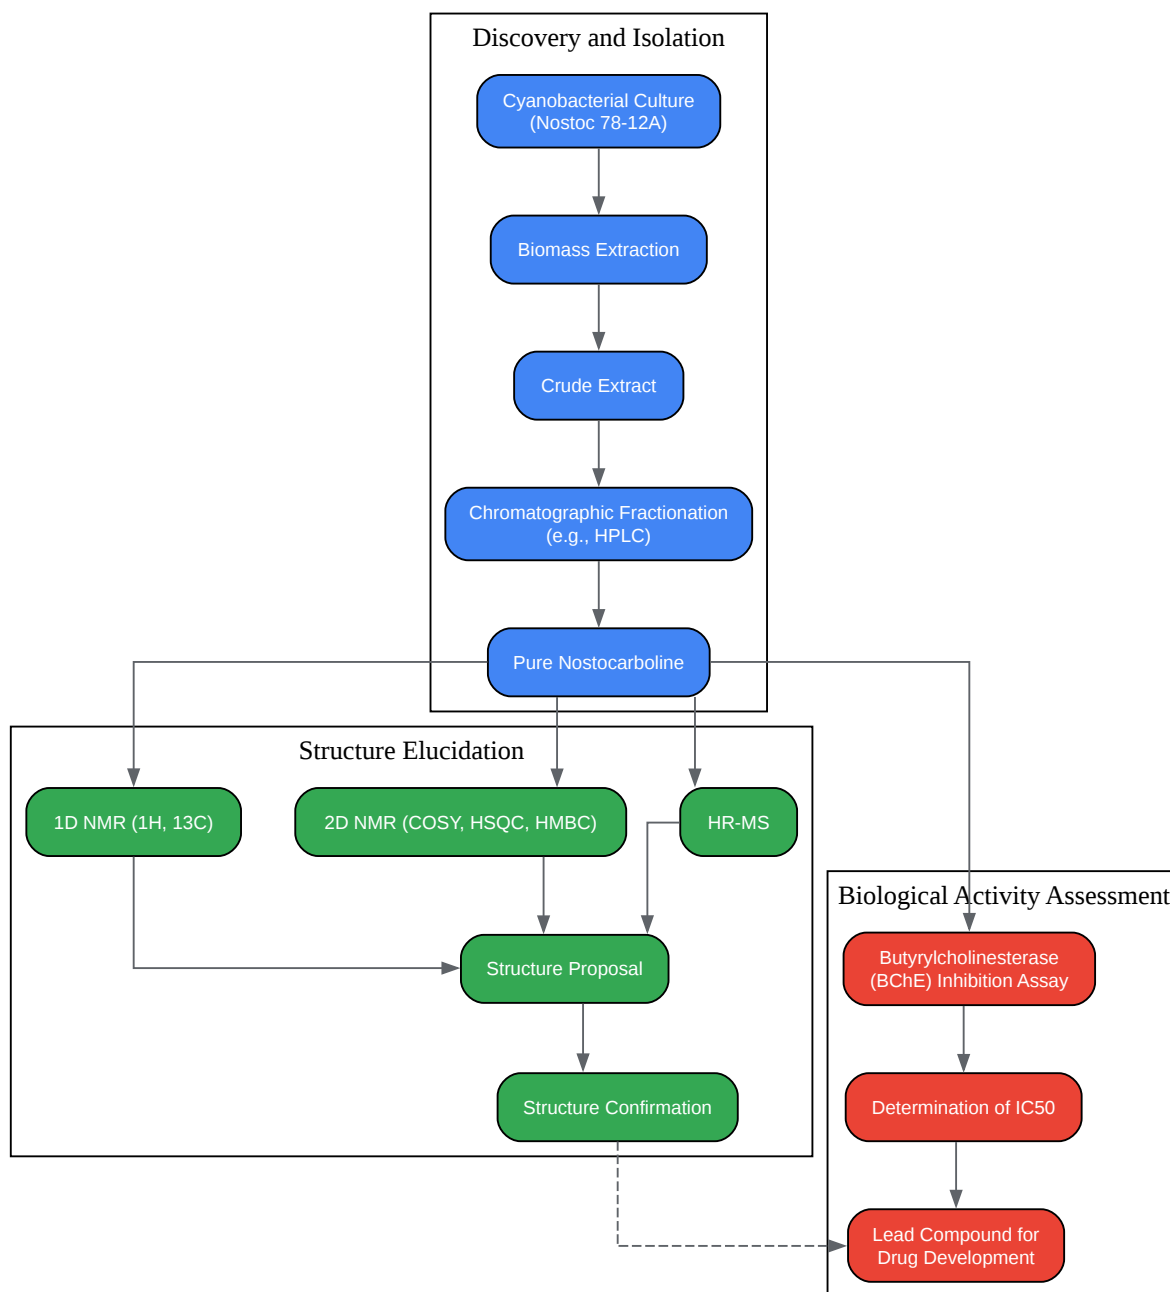 Discovery and Isolation
Cyanobacterial Culture
(Nostoc 78-12A)
Biomass Extraction
Crude Extract
Chromatographic Fractionation
(e.g., HPLC)
Pure Nostocarboline
Structure Elucidation
1D NMR (1H, 13C)
2D NMR (COSY, HSQC, HMBC)
HR-MS
Structure Proposal
Structure Confirmation
Biological Activity Assessment
Butyrylcholinesterase
(BChE) Inhibition Assay
Determination of IC50
Lead Compound for
Drug Development